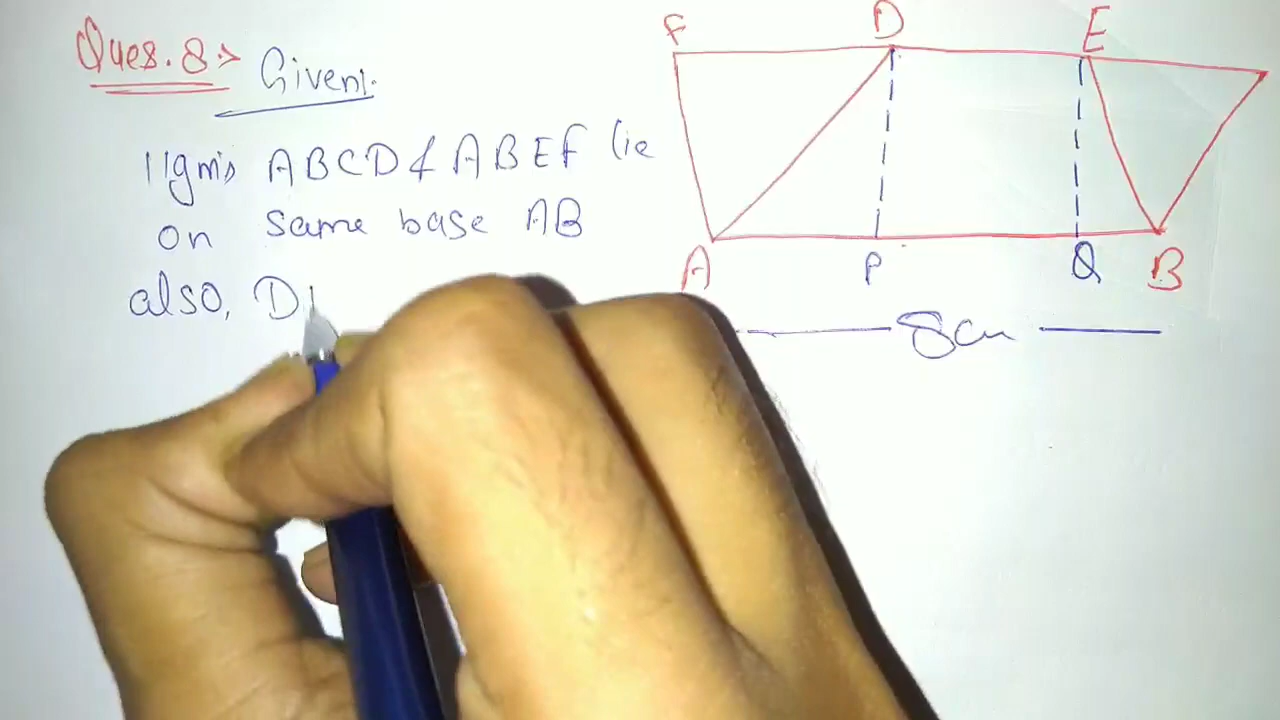 Ques. 8:>
Given:
||gm's ABCD & ABEF lie
on same base AB
also, D
F
D
E
A
P
Q
B
8cm